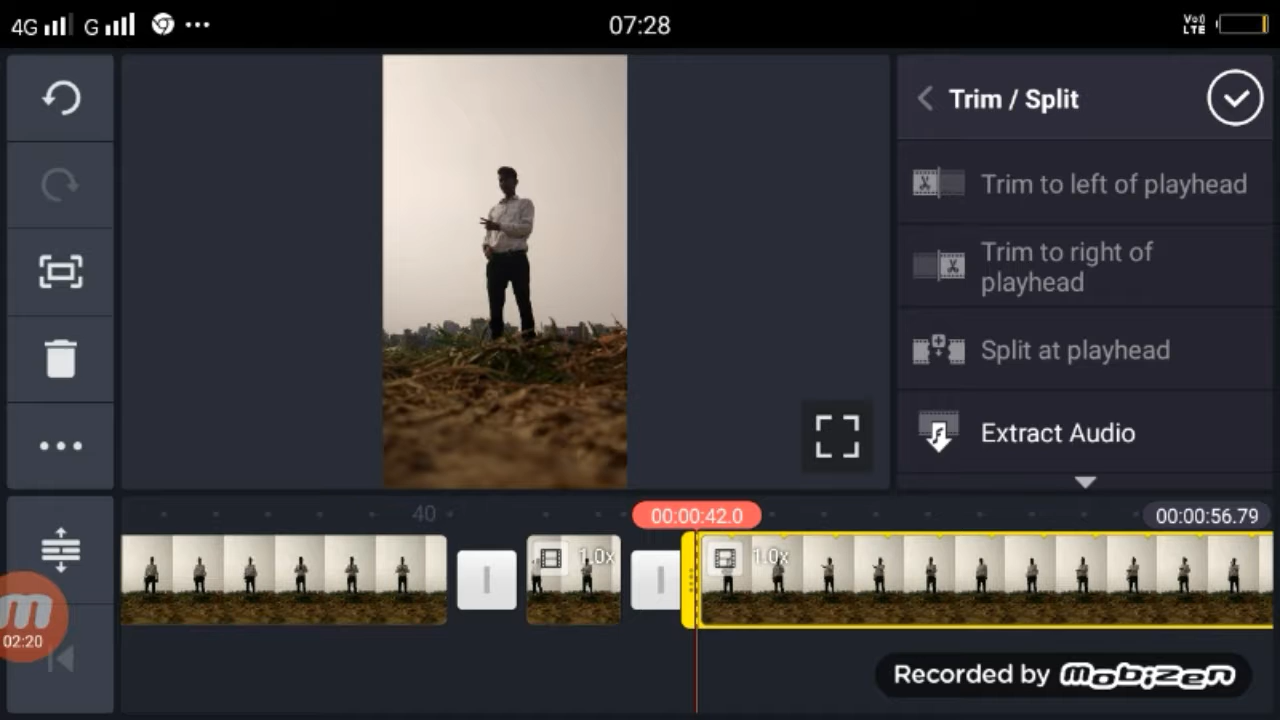 4G G 07:28 Vo)) LTE
Trim / Split
Trim to left of playhead
Trim to right of
playhead
Split at playhead
Extract Audio
40 00:00:42.0 00:00:56.79
1.0x 1.0x
02:20
Recorded by mobizen